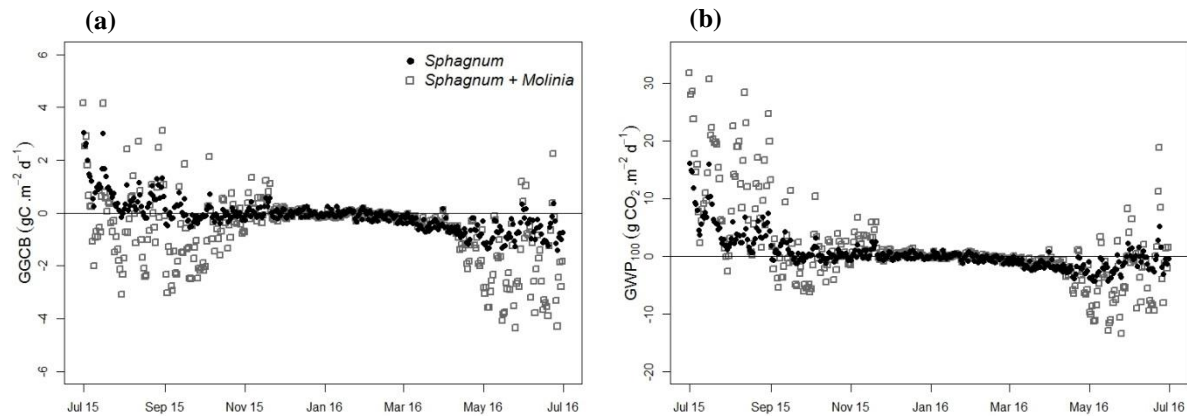 (a)
GGCB (gC.m⁻² d⁻¹)
6
4
2
0
-2
-4
-6
Sphagnum
Sphagnum + Molinia
Jul 15 Sep 15 Nov 15 Jan 16 Mar 16 May 16 Jul 16
(b)
GWP₁₀₀ (g CO₂ .m⁻² d⁻¹)
30
20
10
0
-10
-20
Jul 15 Sep 15 Nov 15 Jan 16 Mar 16 May 16 Jul 16